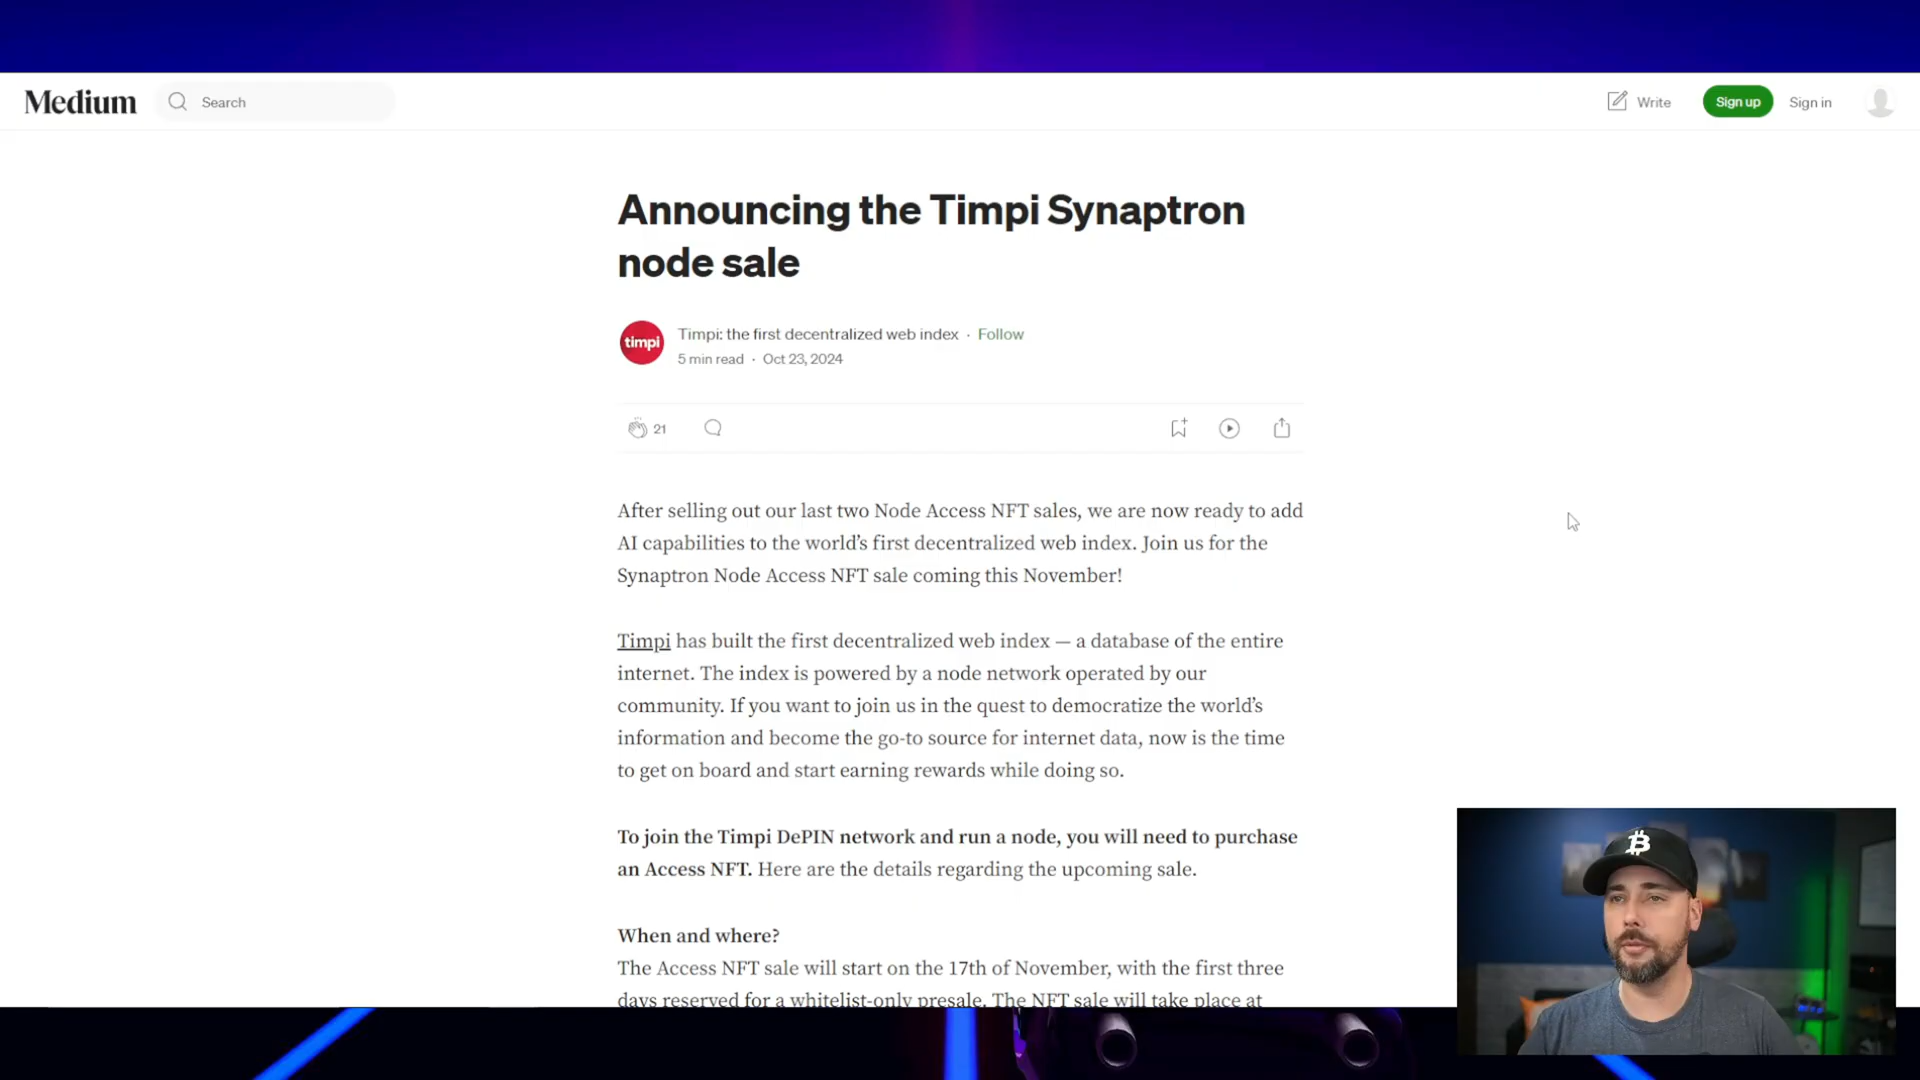 Medium
Search
Write
Sign up
Sign in
Announcing the Timpi Synaptron
node sale
timpi
Timpi: the first decentralized web index · Follow
5 min read · Oct 23, 2024
21
After selling out our last two Node Access NFT sales, we are now ready to add
AI capabilities to the world’s first decentralized web index. Join us for the
Synaptron Node Access NFT sale coming this November!
Timpi has built the first decentralized web index — a database of the entire
internet. The index is powered by a node network operated by our
community. If you want to join us in the quest to democratize the world’s
information and become the go-to source for internet data, now is the time
to get on board and start earning rewards while doing so.
To join the Timpi DePIN network and run a node, you will need to purchase
an Access NFT. Here are the details regarding the upcoming sale.
When and where?
The Access NFT sale will start on the 17th of November, with the first three
days reserved for a whitelist-only presale. The NFT sale will take place at